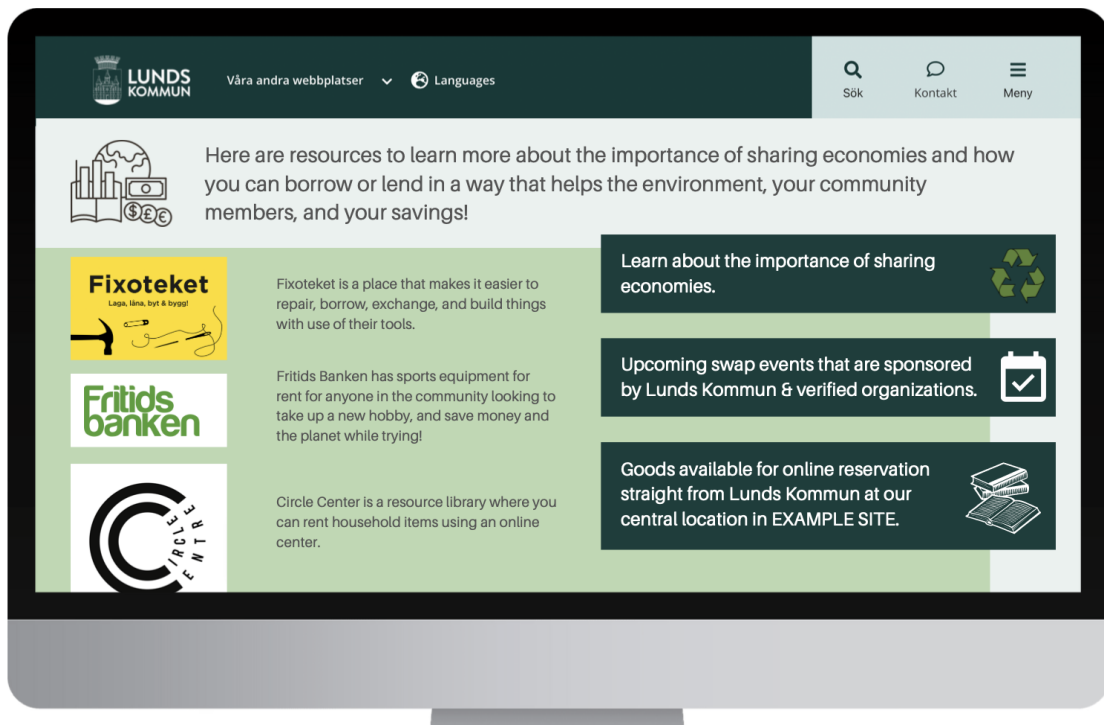 LUNDS
KOMMUN
Våra andra webbplatser
Languages
Sök
Kontakt
Meny
Here are resources to learn more about the importance of sharing economies and how
you can borrow or lend in a way that helps the environment, your community
members, and your savings!
Fixoteket
Laga, låna, byt & bygg!
Fixoteket is a place that makes it easier to
repair, borrow, exchange, and build things
with use of their tools.
Fritids
banken
Fritids Banken has sports equipment for
rent for anyone in the community looking to
take up a new hobby, and save money and
the planet while trying!
CIRCLE
CENTRE
Circle Center is a resource library where you
can rent household items using an online
center.
Learn about the importance of sharing
economies.
Upcoming swap events that are sponsored
by Lunds Kommun & verified organizations.
Goods available for online reservation
straight from Lunds Kommun at our
central location in EXAMPLE SITE.